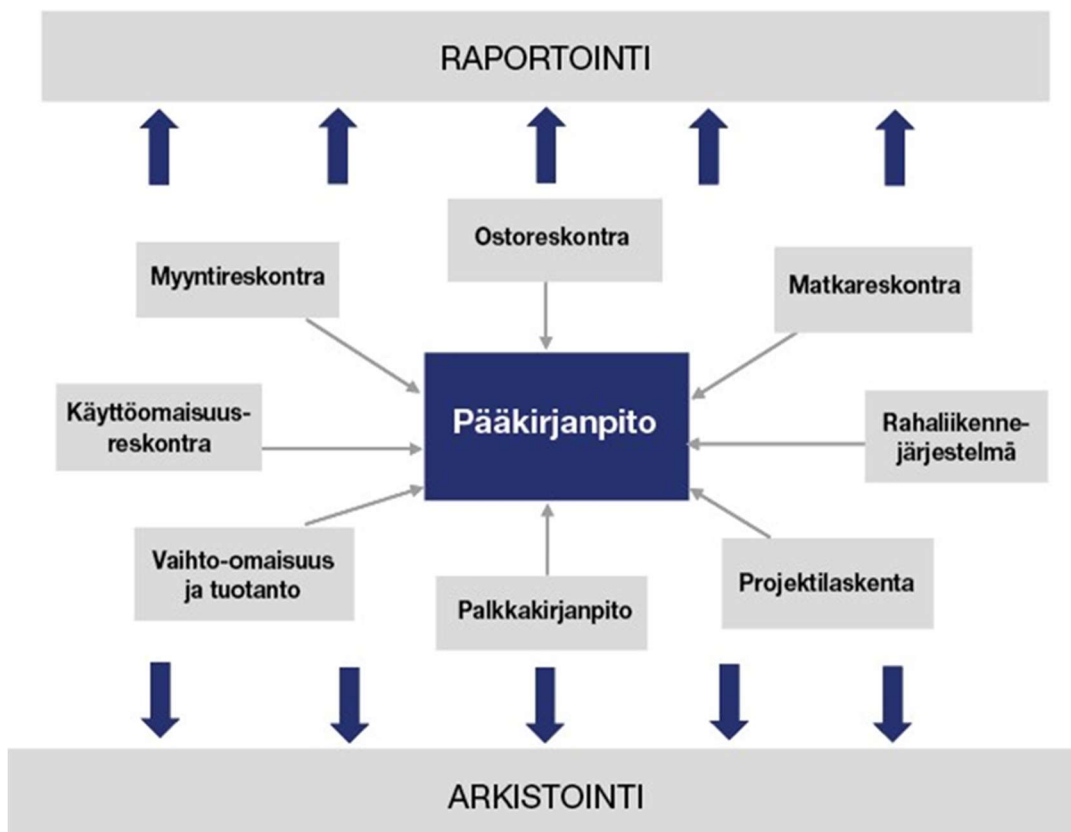 RAPORTOINTI
Ostoreskontra
Myyntireskontra
Matkareskontra
Käyttöomaisuus-
reskontra
Pääkirjanpito
Rahaliikenne-
järjestelmä
Vaihto-omaisuus
ja tuotanto
Palkkakirjanpito
Projektilaskenta
ARKISTOINTI